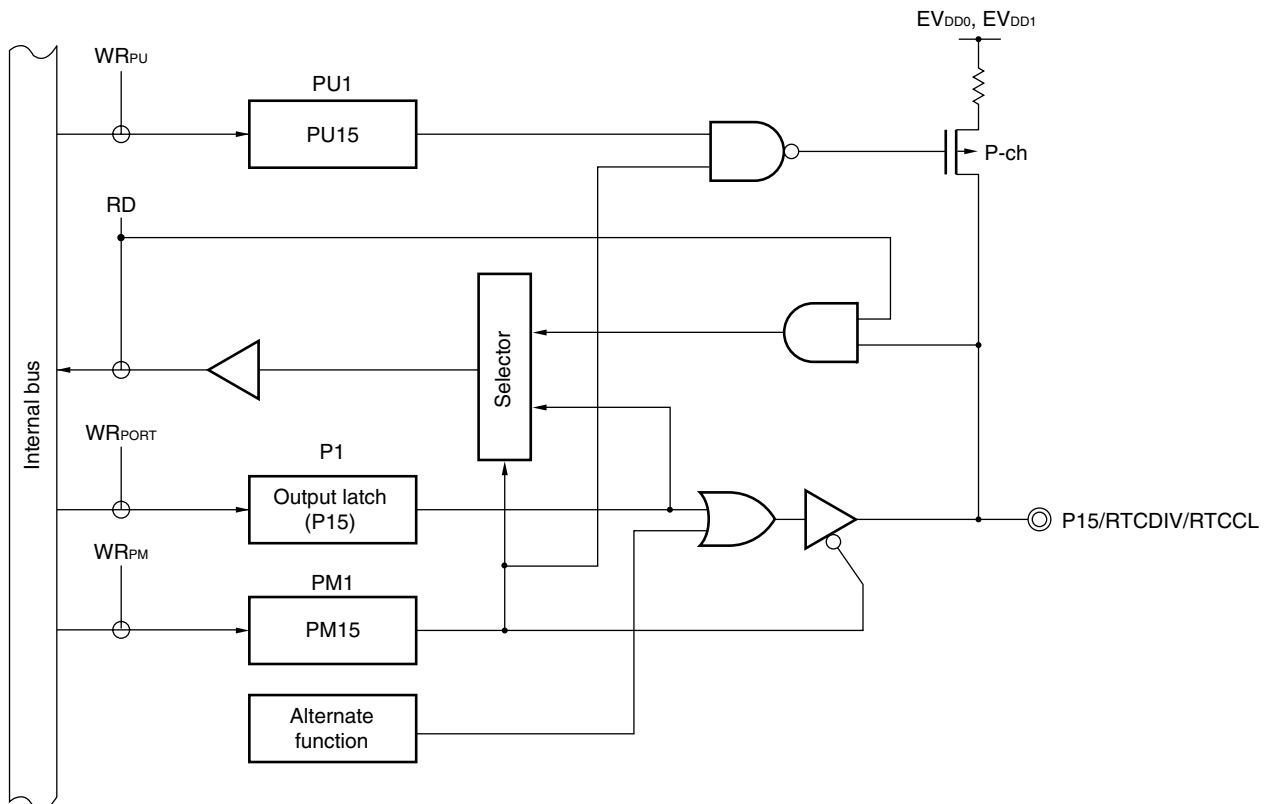 EVDD0, EVDD1
WRPU
PU1
PU15
P-ch
RD
Selector
Internal bus
WRPORT
P1
Output latch
(P15)
P15/RTCDIV/RTCCL
WRPM
PM1
PM15
Alternate
function